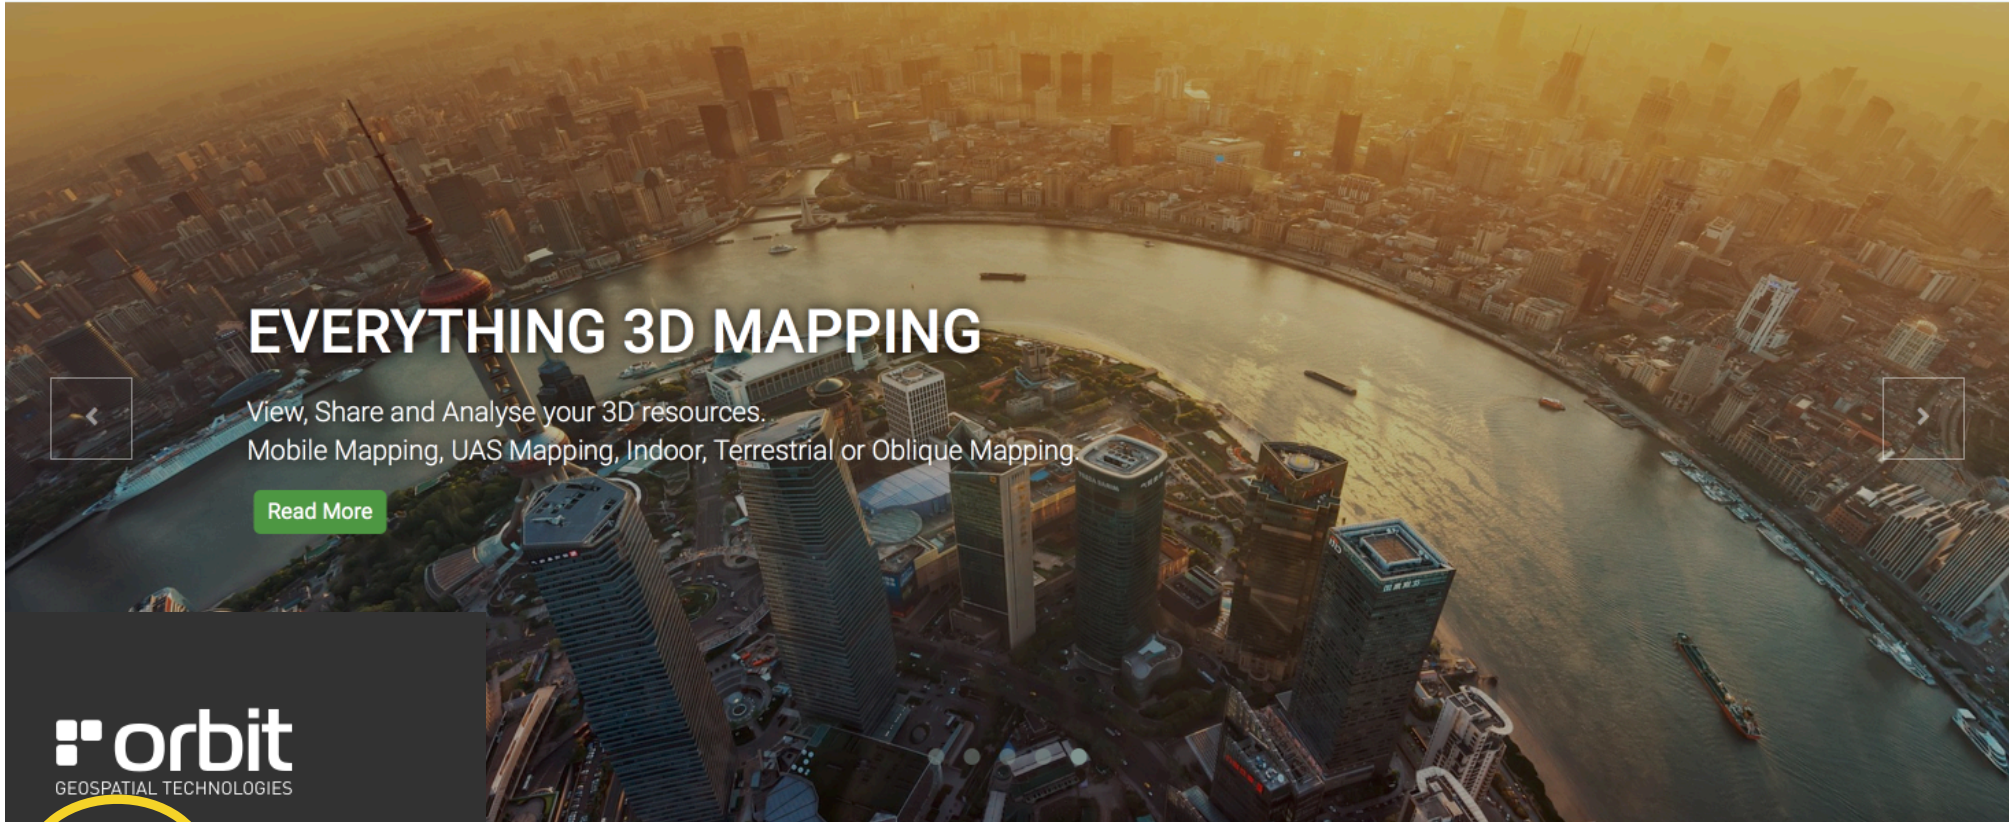 EVERYTHING 3D MAPPING
View, Share and Analyse your 3D resources.
Mobile Mapping, UAS Mapping, Indoor, Terrestrial or Oblique Mapping.
Read More
orbit
GEOSPATIAL TECHNOLOGIES